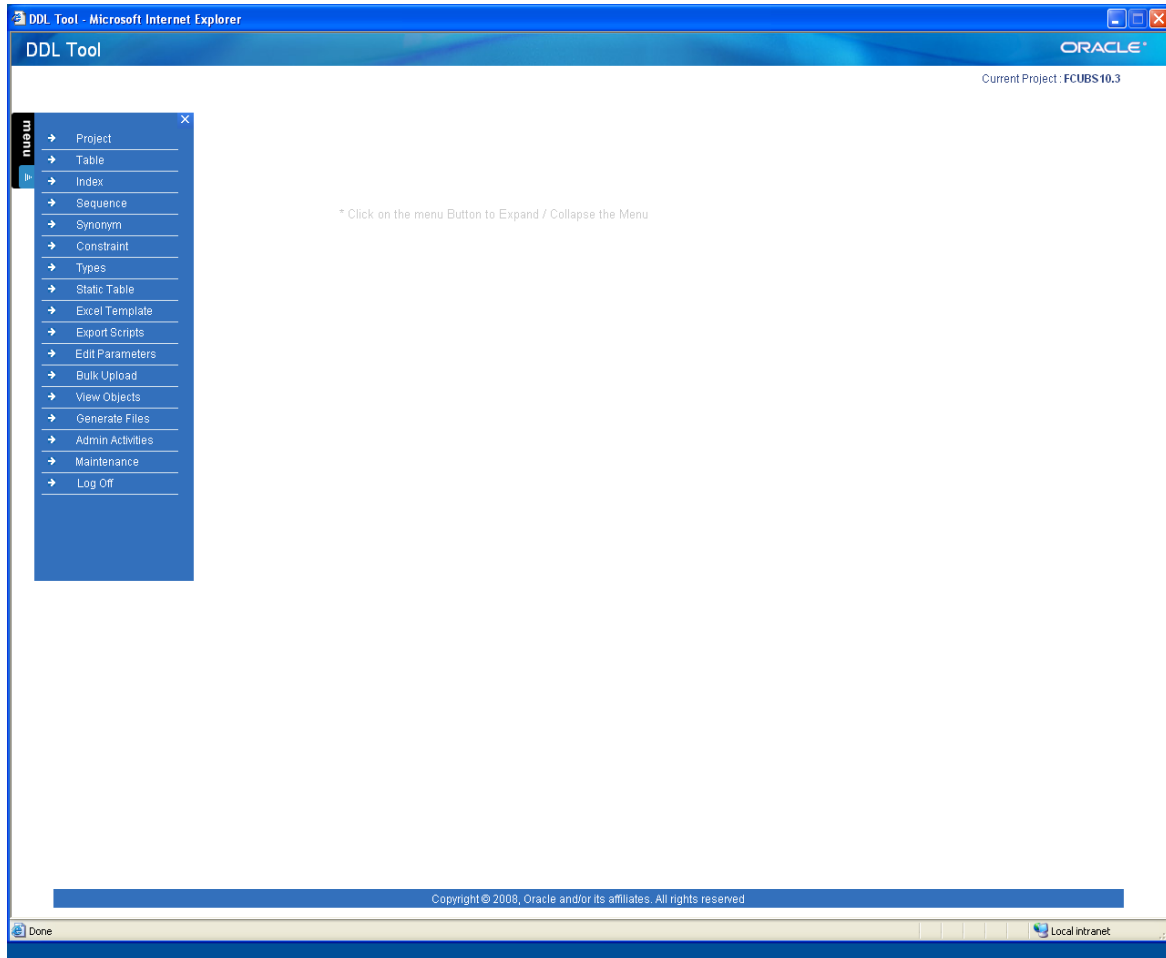 DDL Tool - Microsoft Internet Explorer
DDL Tool
ORACLE
Current Project : FCUBS10.3
menu
Project
Table
Index
Sequence
Synonym
Constraint
Types
Static Table
Excel Template
Export Scripts
Edit Parameters
Bulk Upload
View Objects
Generate Files
Admin Activities
Maintenance
Log Off
* Click on the menu Button to Expand / Collapse the Menu
Copyright © 2008, Oracle and/or its affiliates. All rights reserved
Done
Local intranet